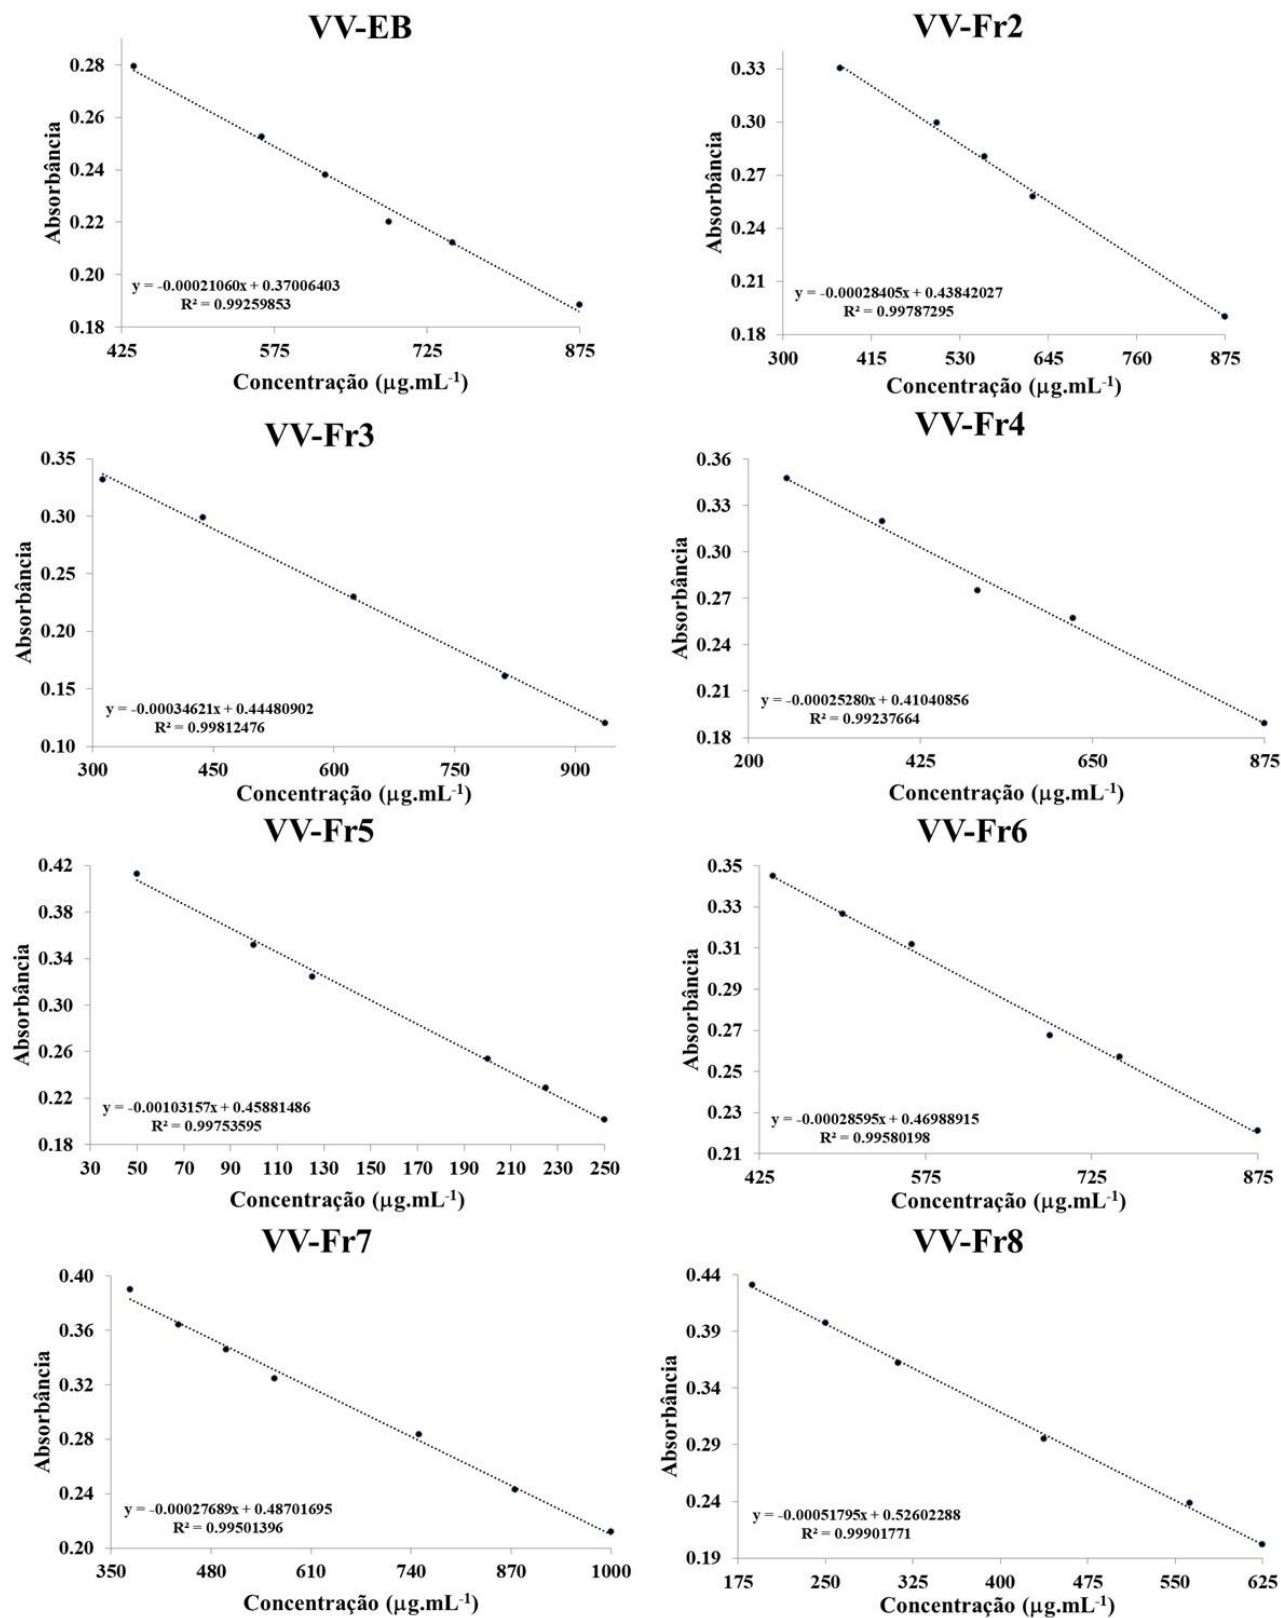 VV-EB
Absorbância
0.28
0.26
0.24
0.22
0.20
0.18
y = -0.00021060x + 0.37006403
R² = 0.99259853
425 575 725 875
Concentração (µg.mL⁻¹)
VV-Fr2
Absorbância
0.33
0.30
0.27
0.24
0.21
0.18
y = -0.00028405x + 0.43842027
R² = 0.99787295
300 415 530 645 760 875
Concentração (µg.mL⁻¹)
VV-Fr3
Absorbância
0.35
0.30
0.25
0.20
0.15
0.10
y = -0.00034621x + 0.44480902
R² = 0.99812476
300 450 600 750 900
Concentração (µg.mL⁻¹)
VV-Fr4
Absorbância
0.36
0.33
0.30
0.27
0.24
0.21
0.18
y = -0.00025280x + 0.41040856
R² = 0.99237664
200 425 650 875
Concentração (µg.mL⁻¹)
VV-Fr5
Absorbância
0.42
0.38
0.34
0.30
0.26
0.22
0.18
y = -0.00103157x + 0.45881486
R² = 0.99753595
30 50 70 90 110 130 150 170 190 210 230 250
Concentração (µg.mL⁻¹)
VV-Fr6
Absorbância
0.35
0.33
0.31
0.29
0.27
0.25
0.23
0.21
y = -0.00028595x + 0.46988915
R² = 0.99580198
425 575 725 875
Concentração (µg.mL⁻¹)
VV-Fr7
Absorbância
0.40
0.36
0.32
0.28
0.24
0.20
y = -0.00027689x + 0.48701695
R² = 0.99501396
350 480 610 740 870 1000
Concentração (µg.mL⁻¹)
VV-Fr8
Absorbância
0.44
0.39
0.34
0.29
0.24
0.19
y = -0.00051795x + 0.52602288
R² = 0.99901771
175 250 325 400 475 550 625
Concentração (µg.mL⁻¹)